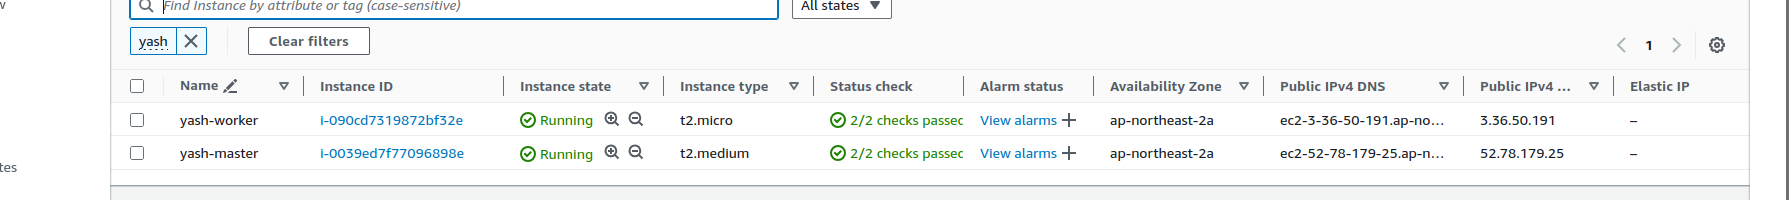 w
Find Instance by attribute or tag (case-sensitive) All states
yash Clear filters 1
Name Instance ID Instance state Instance type Status check Alarm status Availability Zone Public IPv4 DNS Public IPv4 ... Elastic IP
yash-worker i-090cd7319872bf32e Running t2.micro 2/2 checks passed View alarms + ap-northeast-2a ec2-3-36-50-191.ap-no... 3.36.50.191 –
yash-master i-0039ed7f77096898e Running t2.medium 2/2 checks passed View alarms + ap-northeast-2a ec2-52-78-179-25.ap-n... 52.78.179.25 –
tes